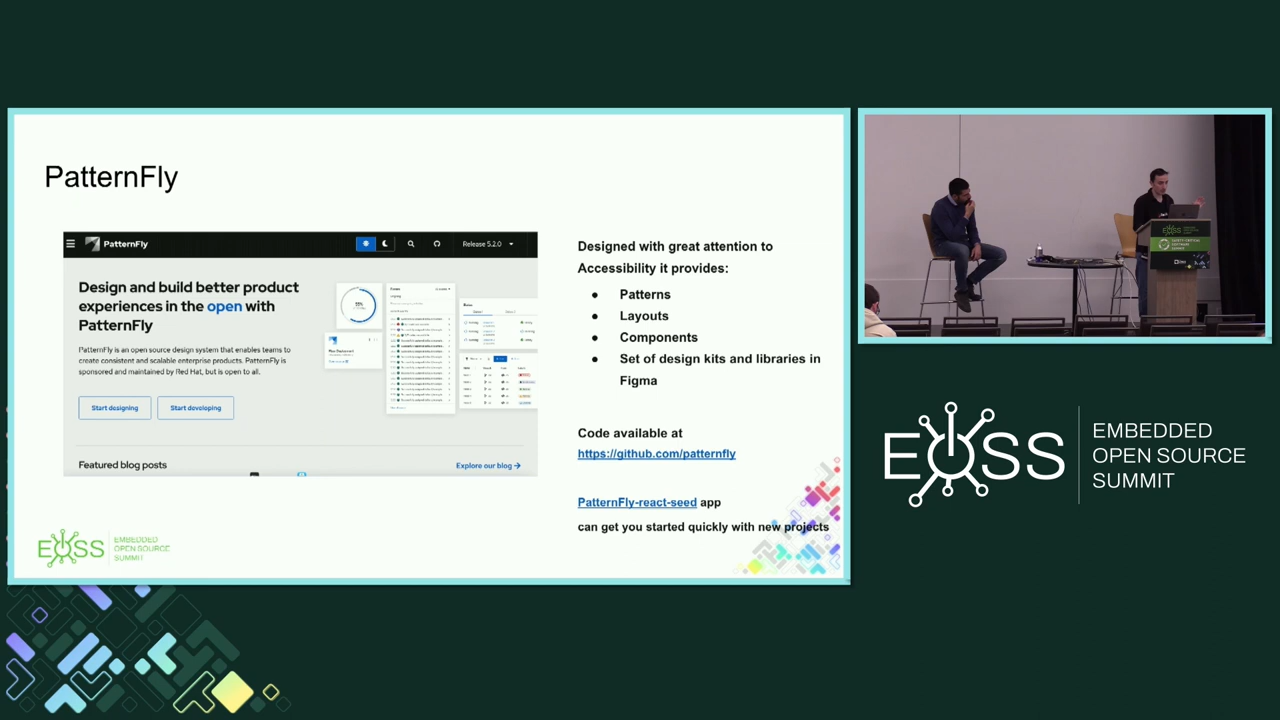 PatternFly
PatternFly
Release 5.2.0
Design and build better product
experiences in the open with
PatternFly
PatternFly is an open source design system that enables teams to
create consistent and scalable enterprise products. PatternFly is
sponsored and maintained by Red Hat, but is open to all.
Start designing
Start developing
Featured blog posts
Explore our blog
Designed with great attention to
Accessibility it provides:
● Patterns
● Layouts
● Components
● Set of design kits and libraries in
Figma
Code available at
https://github.com/patternfly
PatternFly-react-seed app
can get you started quickly with new projects
EOSS
EMBEDDED
OPEN SOURCE
SUMMIT
EOSS
EMBEDDED
OPEN SOURCE
SUMMIT